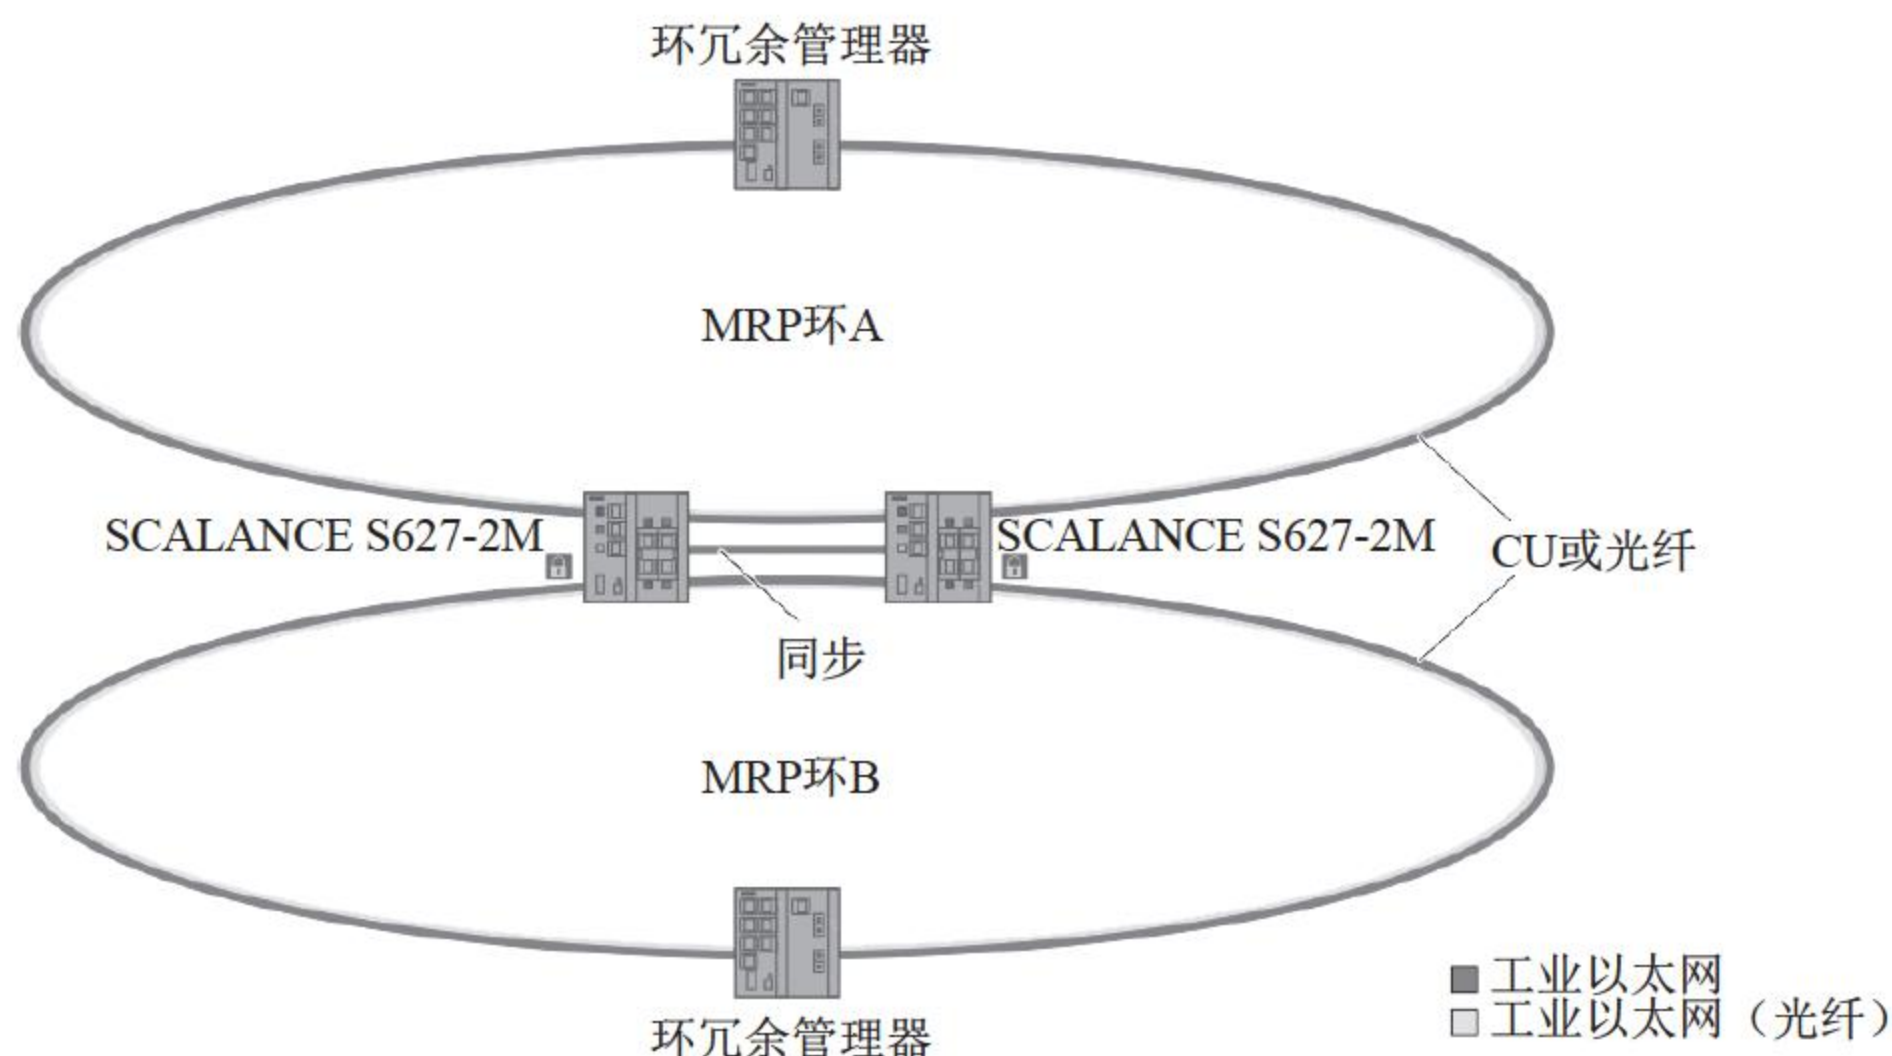 环冗余管理器
MRP环A
SCALANCE S627-2M
SCALANCE S627-2M
CU或光纤
同步
MRP环B
工业以太网
工业以太网（光纤）
环冗余管理器